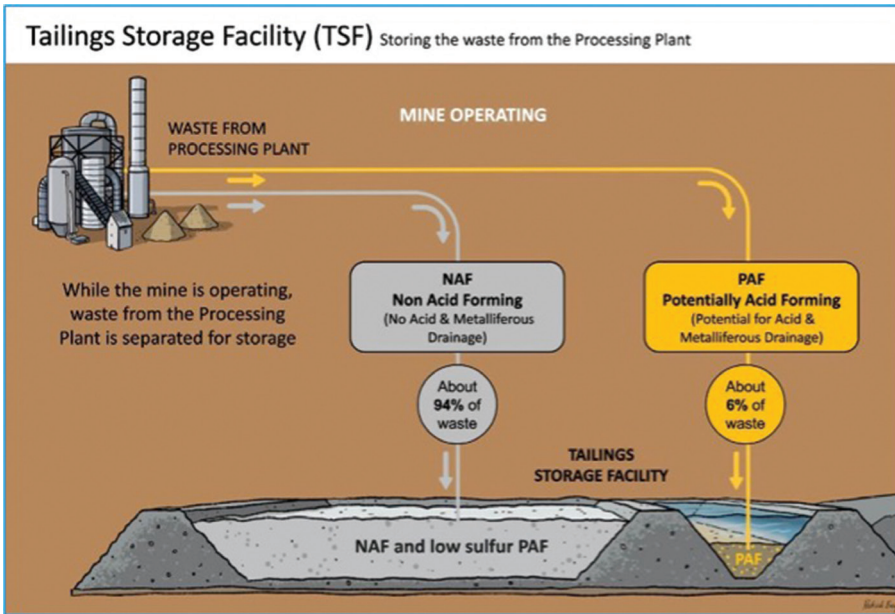 Tailings Storage Facility (TSF) Storing the waste from the Processing Plant
MINE OPERATING
WASTE FROM
PROCESSING PLANT
While the mine is operating,
waste from the Processing
Plant is separated for storage
NAF
Non Acid Forming
(No Acid & Metalliferous
Drainage)
PAF
Potentially Acid Forming
(Potential for Acid &
Metalliferous Drainage)
About
94% of
waste
About
6% of
waste
TAILINGS
STORAGE FACILITY
NAF and low sulfur PAF
PAF